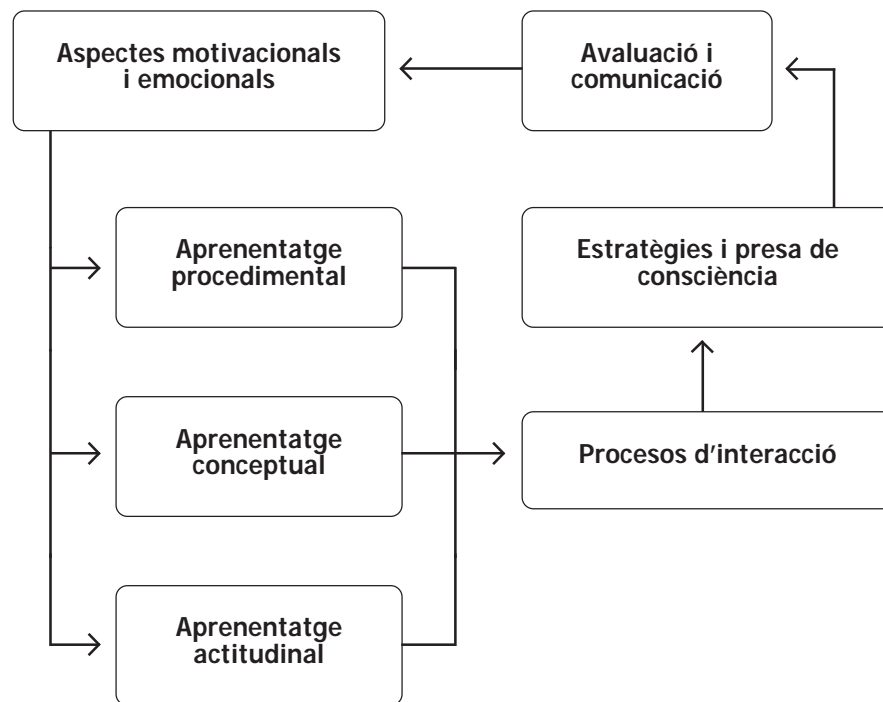 Aspectes motivacionals
i emocionals
Avaluació i
comunicació
Aprenentatge
procedimental
Estratègies i presa de
consciència
Aprenentatge
conceptual
Procesos d'interacció
Aprenentatge
actitudinal